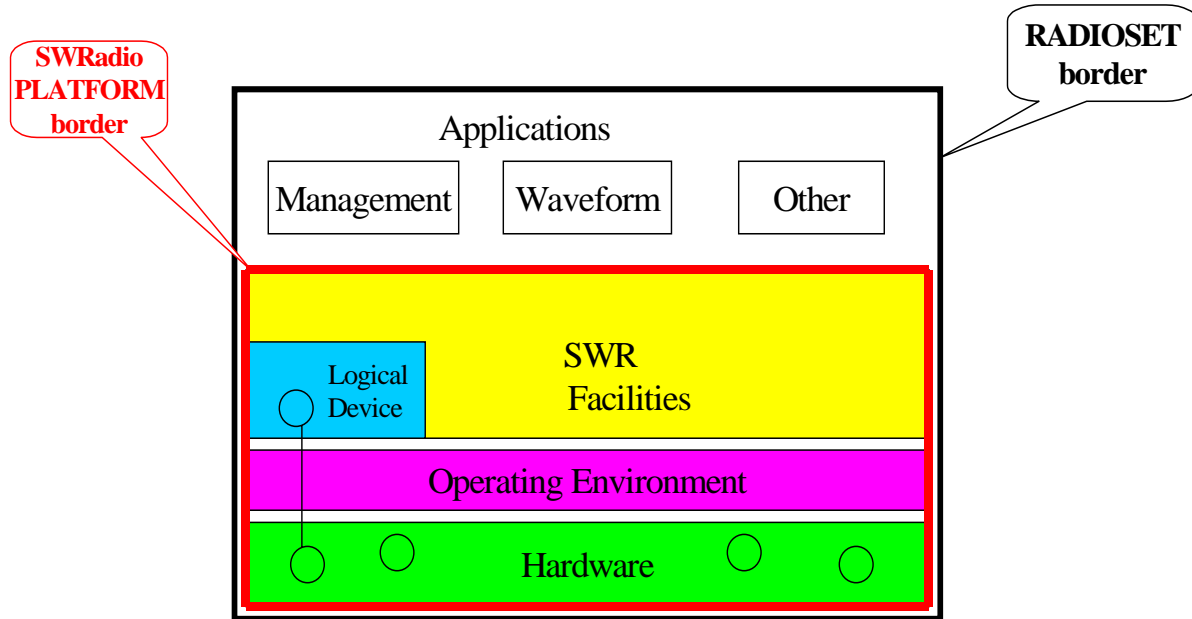 SWRadio
PLATFORM
border
RADIOSET
border
Applications
Management
Waveform
Other
SWR
Facilities
Logical
Device
Operating Environment
Hardware